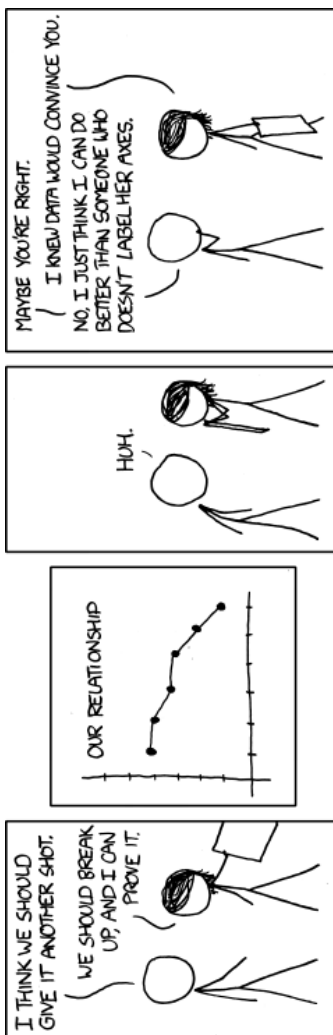 I THINK WE SHOULD
GIVE IT ANOTHER SHOT.
WE SHOULD BREAK
UP, AND I CAN
PROVE IT.
OUR RELATIONSHIP
HUH.
MAYBE YOU'RE RIGHT.
I KNEW DATA WOULD CONVINCE YOU.
NO, I JUST THINK I CAN DO
BETTER THAN SOMEONE WHO
DOESN'T LABEL HER AXES.